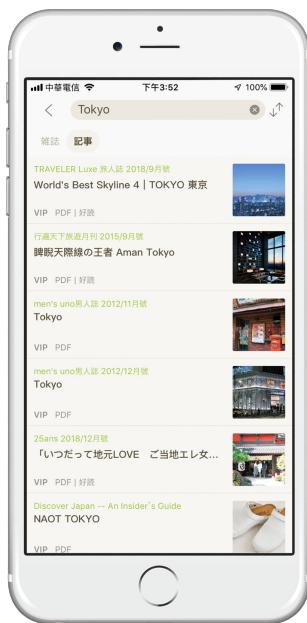 中華電信 下午3:52 100%
Tokyo
雑誌 記事
TRAVELER Luxe 旅人誌 2018/9月號
World's Best Skyline 4 | TOKYO 東京
VIP PDF | 好読
行遍天下旅遊月刊 2015/9月號
睥睨天際線の王者 Aman Tokyo
VIP PDF | 好読
men's uno男人誌 2012/11月號
Tokyo
VIP PDF
men's uno男人誌 2012/12月號
Tokyo
VIP PDF
25ans 2018/12月號
「いつだって地元LOVE ご当地エレ女...
VIP PDF | 好読
Discover Japan -- An Insider's Guide
NAOT TOKYO
VIP PDF